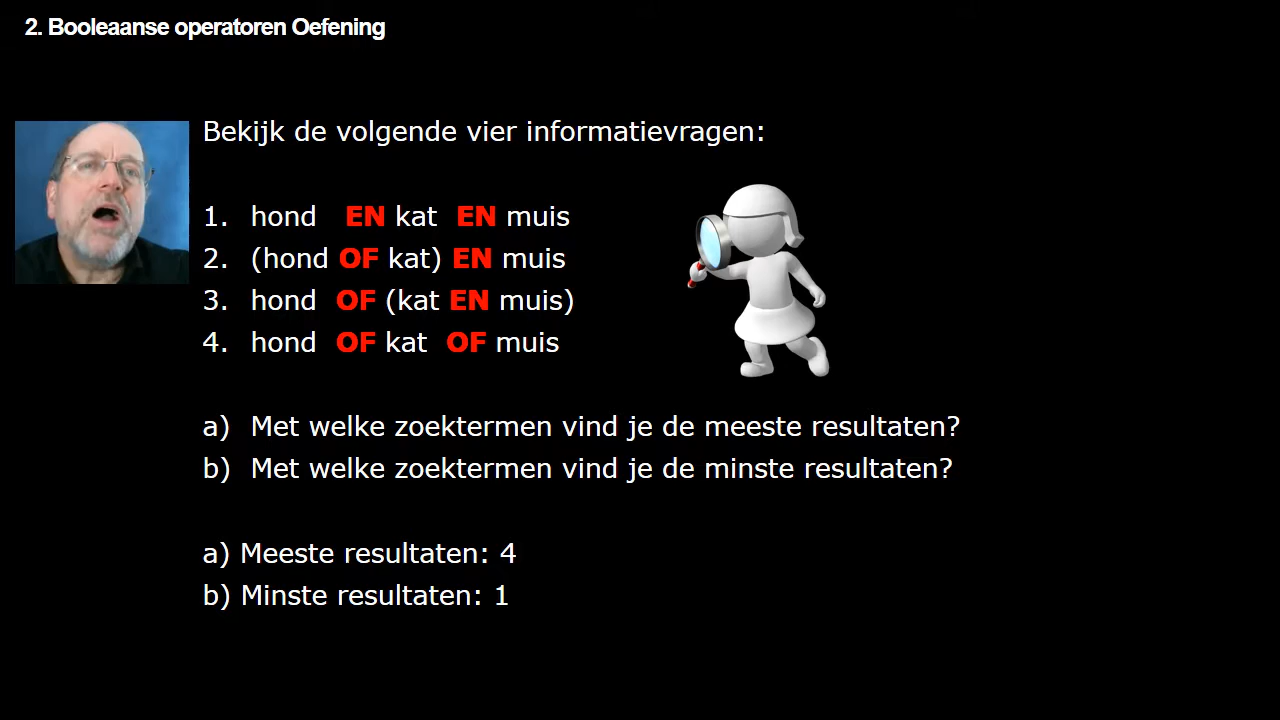 2. Booleaanse operatoren Oefening
Bekijk de volgende vier informatievragen:
1. hond EN kat EN muis
2. (hond OF kat) EN muis
3. hond OF (kat EN muis)
4. hond OF kat OF muis
a) Met welke zoektermen vind je de meeste resultaten?
b) Met welke zoektermen vind je de minste resultaten?
a) Meeste resultaten: 4
b) Minste resultaten: 1